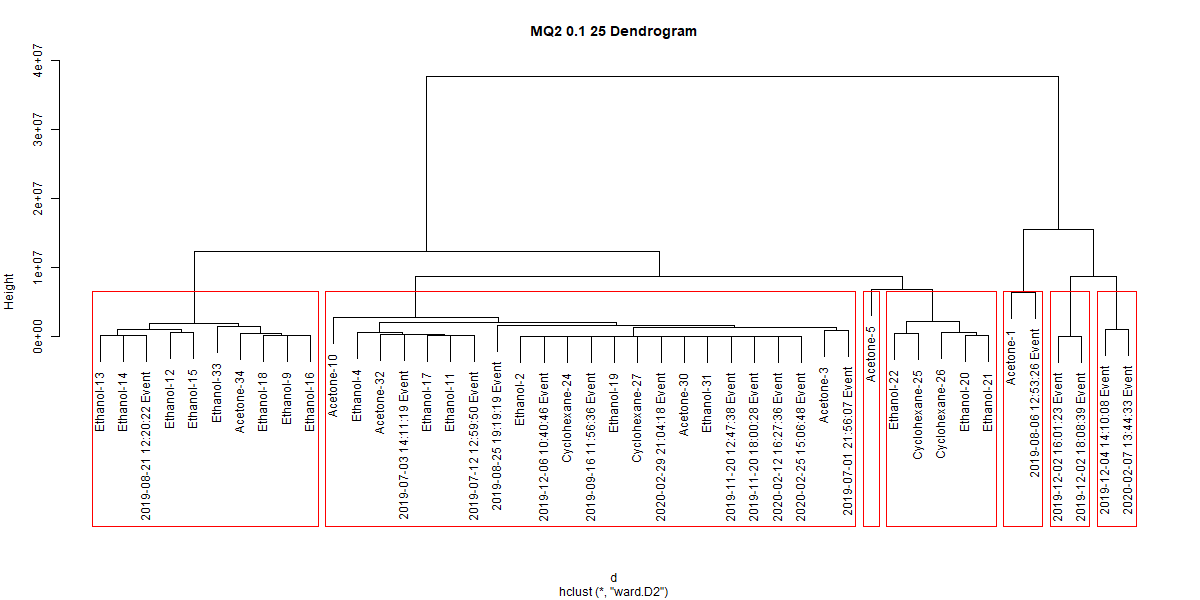 MQ2 0.1 25 Dendrogram
Height
4e+07
3e+07
2e+07
1e+07
0e+00
Ethanol-13
Ethanol-14
2019-08-21 12:20:22 Event
Ethanol-12
Ethanol-15
Ethanol-33
Acetone-34
Ethanol-18
Ethanol-9
Ethanol-16
Acetone-10
Ethanol-4
Acetone-32
2019-07-03 14:11:19 Event
Ethanol-17
Ethanol-11
2019-07-12 12:59:50 Event
2019-08-25 19:19:19 Event
Ethanol-2
2019-12-06 10:40:46 Event
Cyclohexane-24
2019-09-16 11:56:36 Event
Ethanol-19
Cyclohexane-27
2020-02-29 21:04:18 Event
Acetone-30
Ethanol-31
2019-11-20 12:47:38 Event
2019-11-20 18:00:28 Event
2020-02-12 16:27:36 Event
2020-02-25 15:06:48 Event
Acetone-3
2019-07-01 21:56:07 Event
Acetone-5
Ethanol-22
Cyclohexane-25
Cyclohexane-26
Ethanol-20
Ethanol-21
Acetone-1
2019-08-06 12:53:26 Event
2019-12-02 16:01:23 Event
2019-12-02 18:08:39 Event
2019-12-04 14:10:08 Event
2020-02-07 13:44:33 Event
d
hclust (*, "ward.D2")